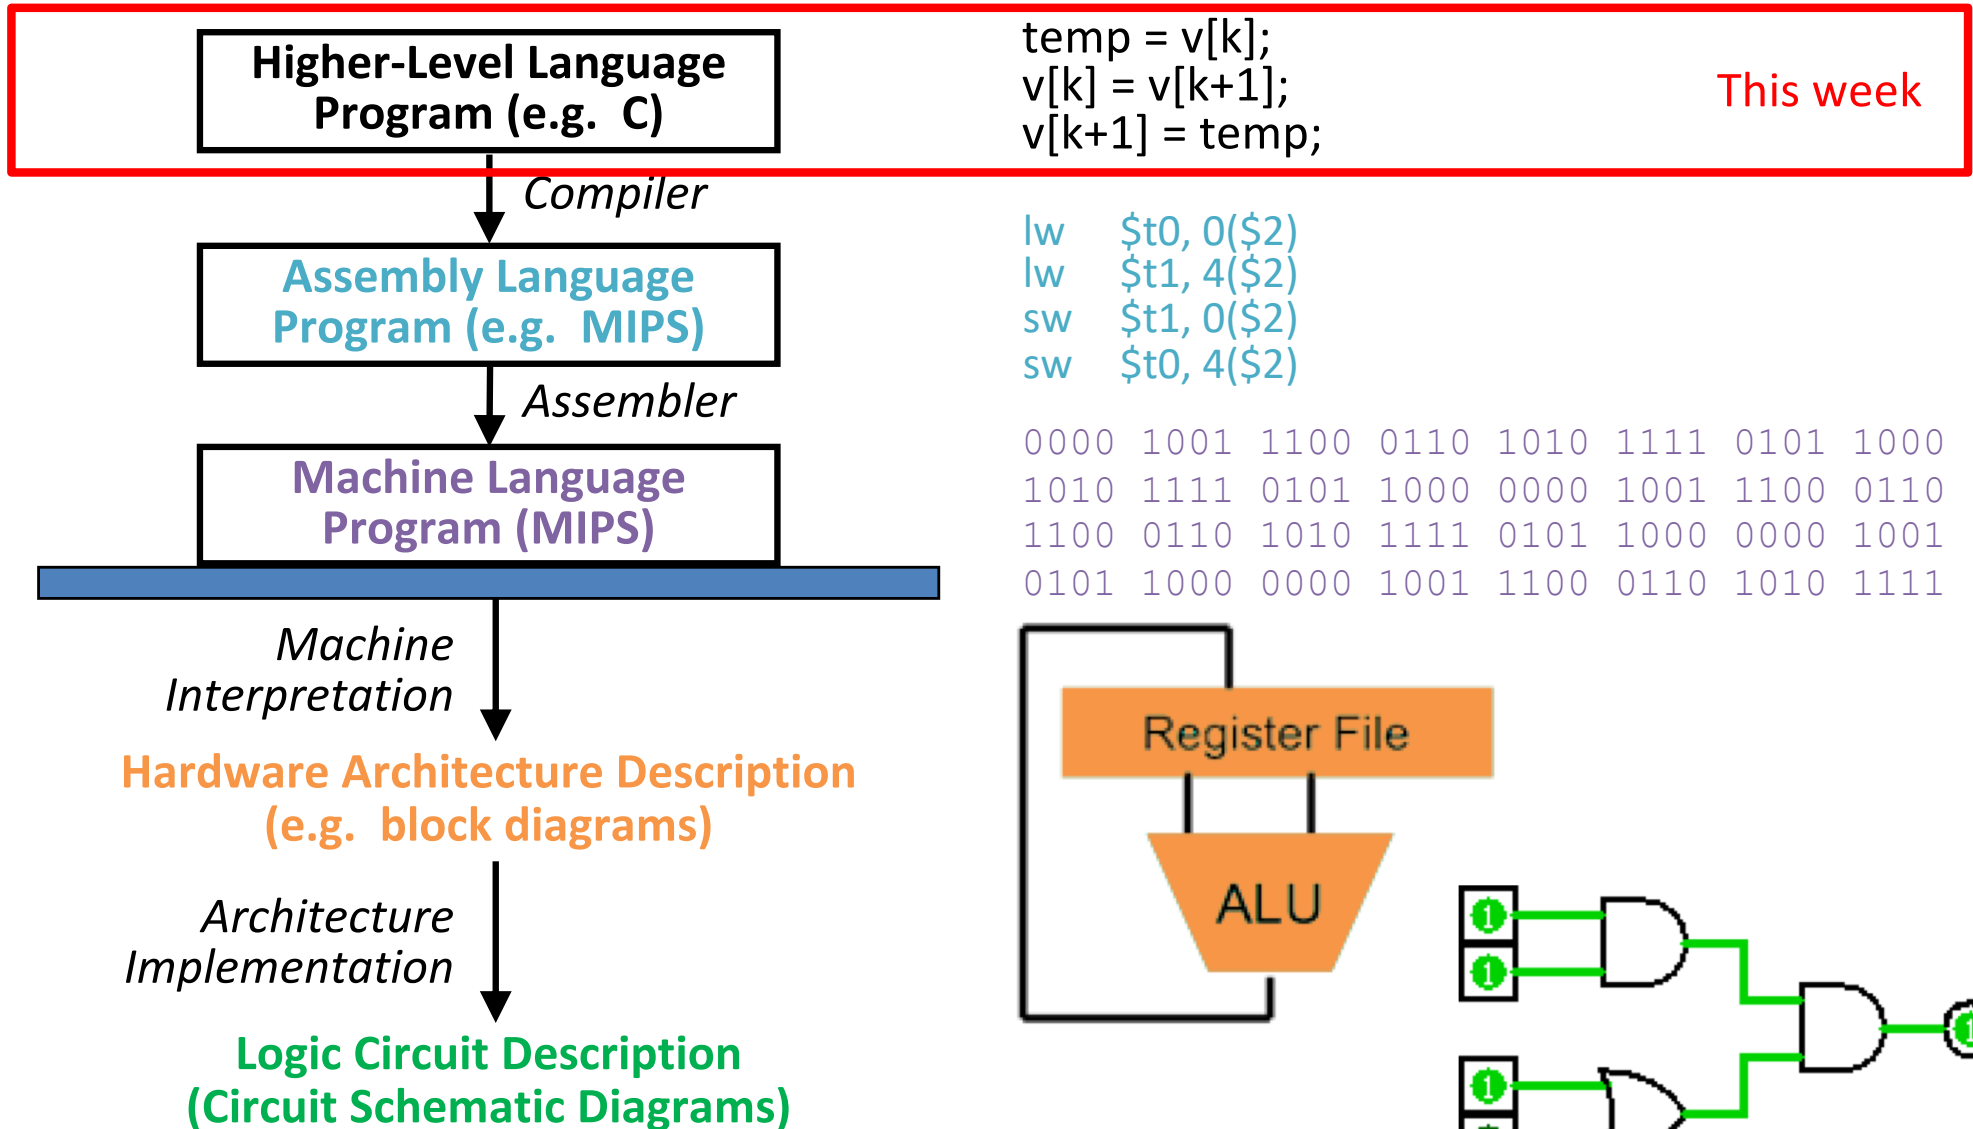 Higher-Level Language
Program (e.g.  C)
temp = v[k];
v[k] = v[k+1];
v[k+1] = temp;
This week
Compiler
Assembly Language
Program (e.g.  MIPS)
lw $t0, 0($2)
lw $t1, 4($2)
sw $t1, 0($2)
sw $t0, 4($2)
Assembler
Machine Language
Program (MIPS)
0000 1001 1100 0110 1010 1111 0101 1000
1010 1111 0101 1000 0000 1001 1100 0110
1100 0110 1010 1111 0101 1000 0000 1001
0101 1000 0000 1001 1100 0110 1010 1111
Machine
Interpretation
Register File
ALU
Hardware Architecture Description
(e.g.  block diagrams)
Architecture
Implementation
1
1
1
1
Logic Circuit Description
(Circuit Schematic Diagrams)